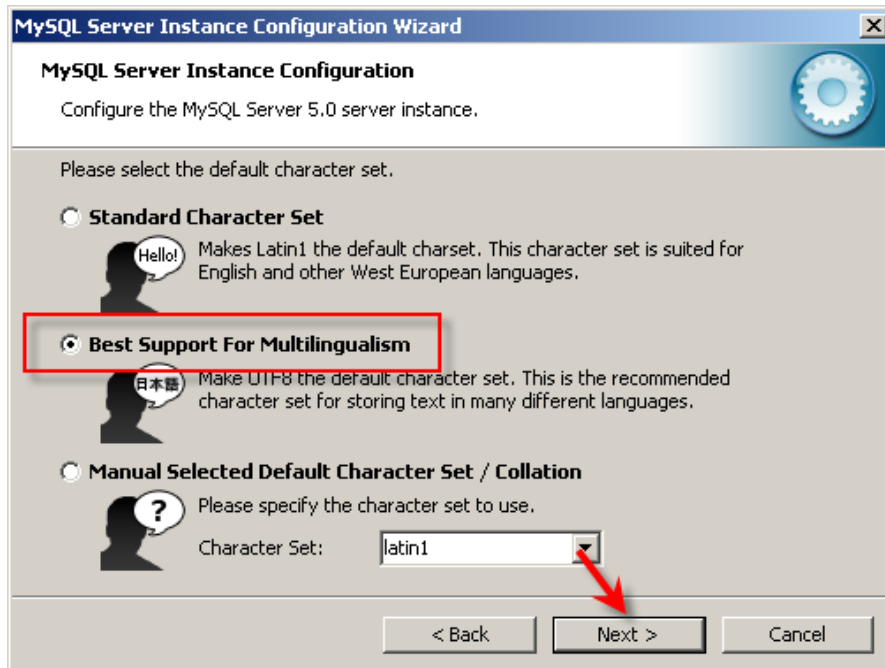 MySQL Server Instance Configuration Wizard
MySQL Server Instance Configuration
Configure the MySQL Server 5.0 server instance.
Please select the default character set.
Standard Character Set
Hello!
Makes Latin1 the default charset. This character set is suited for
English and other West European languages.
Best Support For Multilingualism
日本語
Make UTF8 the default character set. This is the recommended
character set for storing text in many different languages.
Manual Selected Default Character Set / Collation
?
Please specify the character set to use.
Character Set: latin1
< Back Next > Cancel